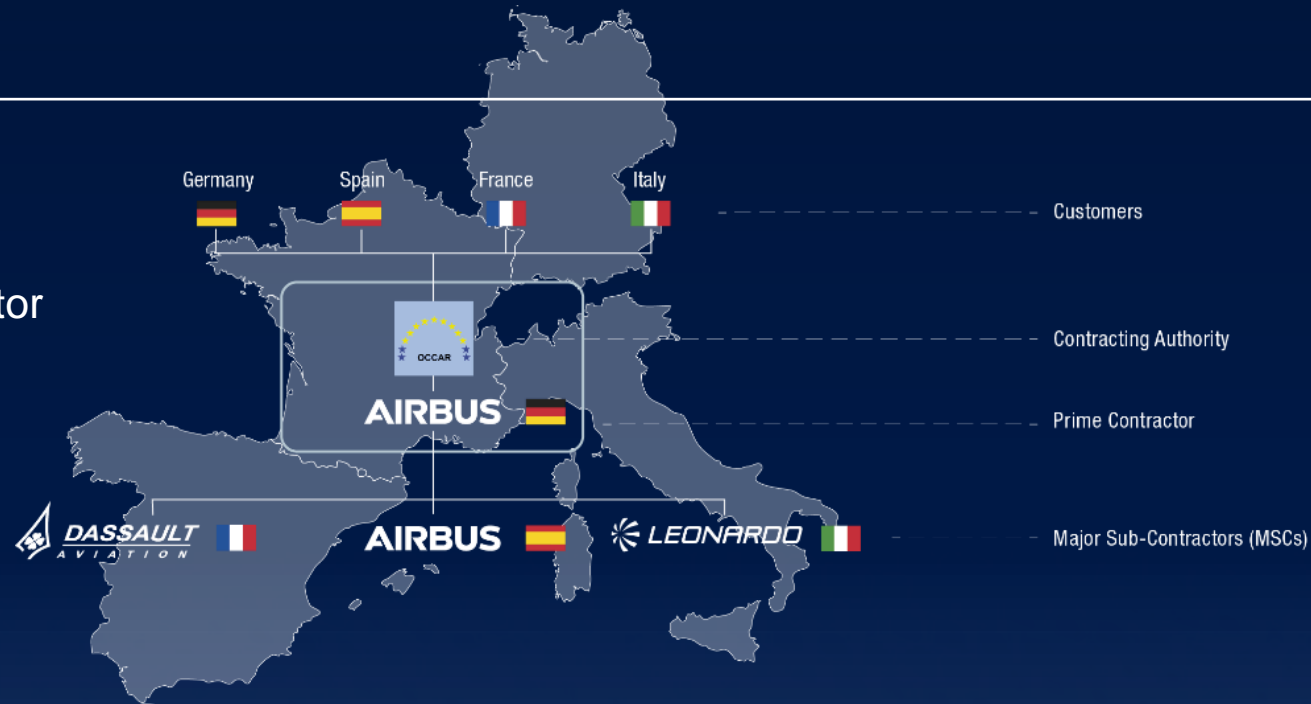 Germany Spain France Italy
Customers
tor
OCCAR
Contracting Authority
AIRBUS
Prime Contractor
DASSAULT
AVIATION
AIRBUS
LEONARDO
Major Sub-Contractors (MSCs)